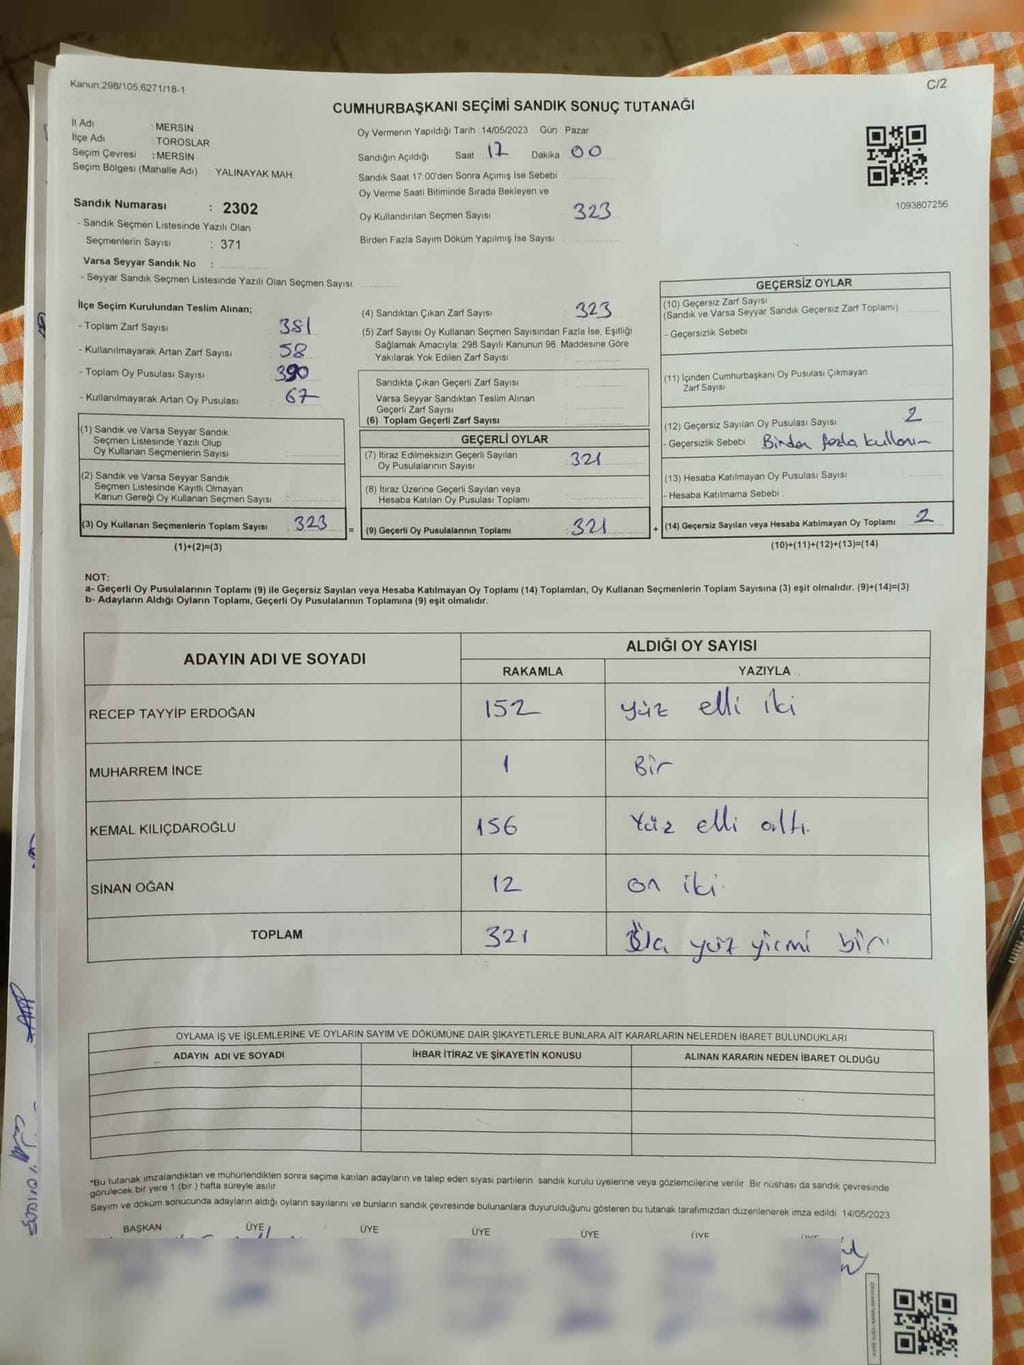 Kanun:298/105,6271/18-1
C/2
CUMHURBAŞKANI SEÇİMİ SANDIK SONUÇ TUTANAĞI
İl Adı : MERSİN
İlçe Adı : TOROSLAR
Seçim Çevresi : MERSİN
Seçim Bölgesi (Mahalle Adı) YALINAYAK MAH.
Oy Vermenin Yapıldığı Tarih :14/05/2023 Gün Pazar
Sandığın Açıldığı Saat 17 Dakika 00
Sandık Saat 17.00'den Sonra Açımış İse Sebebi
Oy Verme Saati Bitiminde Sırada Bekleyen ve
Oy Kullandırılan Seçmen Sayısı 323
Birden Fazla Sayım Döküm Yapılmış İse Sayısı
1093807256
Sandık Numarası : 2302
- Sandık Seçmen Listesinde Yazılı Olan
Seçmenlerin Sayısı : 371
Varsa Seyyar Sandık No :
- Seyyar Sandık Seçmen Listesinde Yazılı Olan Seçmen Sayısı:
İlçe Seçim Kurulundan Teslim Alınan;
- Toplam Zarf Sayısı 381
- Kullanılmayarak Artan Zarf Sayısı 58
- Toplam Oy Pusulası Sayısı 390
- Kullanılmayarak Artan Oy Pusulası 67
(1) Sandık ve Varsa Seyyar Sandık
Seçmen Listesinde Yazılı Olup
Oy Kullanan Seçmenlerin Sayısı :
(2) Sandık ve Varsa Seyyar Sandık
Seçmen Listesinde Kayıtlı Olmayan
Kanun Gereği Oy Kullanan Seçmen Sayısı :
(3) Oy Kullanan Seçmenlerin Toplam Sayısı : 323 =
(1)+(2)=(3)
(4) Sandıktan Çıkan Zarf Sayısı : 323
(5) Zarf Sayısı Oy Kullanan Seçmen Sayısından Fazla İse, Eşitliği
Sağlamak Amacıyla; 298 Sayılı Kanunun 98. Maddesine Göre
Yakılarak Yok Edilen Zarf Sayısı :
Sandıkta Çıkan Geçerli Zarf Sayısı :
Varsa Seyyar Sandıktan Teslim Alınan
Geçerli Zarf Sayısı :
(6) Toplam Geçerli Zarf Sayısı :
GEÇERLİ OYLAR
(7) İtiraz Edilmeksizin Geçerli Sayılan
Oy Pusulalarının Sayısı : 321
(8) İtiraz Üzerine Geçerli Sayılan veya
Hesaba Katılan Oy Pusulası Toplamı :
(9) Geçerli Oy Pusulalarının Toplamı : 321 +
GEÇERSİZ OYLAR
(10) Geçersiz Zarf Sayısı
(Sandık ve Varsa Seyyar Sandık Geçersiz Zarf Toplamı)
- Geçersizlik Sebebi
(11) İçinden Cumhurbaşkanı Oy Pusulası Çıkmayan
Zarf Sayısı
(12) Geçersiz Sayılan Oy Pusulası Sayısı 2
- Geçersizlik Sebebi Birden fazla kullanım
(13) Hesaba Katılmayan Oy Pusulası Sayısı
- Hesaba Katılmama Sebebi
(14) Geçersiz Sayılan veya Hesaba Katılmayan Oy Toplamı 2
(10)+(11)+(12)+(13)=(14)
NOT:
a- Geçerli Oy Pusulalarının Toplamı (9) ile Geçersiz Sayılan veya Hesaba Katılmayan Oy Toplamı (14) Toplamları, Oy Kullanan Seçmenlerin Toplam Sayısına (3) eşit olmalıdır. (9)+(14)=(3)
b- Adayların Aldığı Oyların Toplamı, Geçerli Oy Pusulalarının Toplamına (9) eşit olmalıdır.
ADAYIN ADI VE SOYADI ALDIĞI OY SAYISI
RAKAMLA YAZIYLA
RECEP TAYYİP ERDOĞAN 152 yüz elli iki
MUHARREM İNCE 1 Bir
KEMAL KILIÇDAROĞLU 156 Yüz elli altı.
SİNAN OĞAN 12 on iki.
TOPLAM 321 yüz yirmi bir
OYLAMA İŞ VE İŞLEMLERİNE VE OYLARIN SAYIM VE DÖKÜMÜNE DAİR ŞİKAYETLERLE BUNLARA AİT KARARLARIN NELERDEN İBARET BULUNDUKLARI
ADAYIN ADI VE SOYADI İHBAR İTİRAZ VE ŞİKAYETİN KONUSU ALINAN KARARIN NEDEN İBARET OLDUĞU
*Bu tutanak imzalandıktan ve mühürlendikten sonra seçime katılan adayların ve talep eden siyasi partilerin. sandık kurulu üyelerine veya gözlemcilerine verilir. Bir nüshası da sandık çevresinde
görülecek bir yere 1 (bir) hafta süreyle asılır.
Sayım ve döküm sonucunda adayların aldığı oyların sayılarını ve bunların sandık çevresinde bulunanlara duyurulduğunu gösteren bu tutanak tarafımızdan düzenlenerek imza edildi. 14/05/2023
BAŞKAN ÜYE ÜYE ÜYE ÜYE ÜYE ÜYE